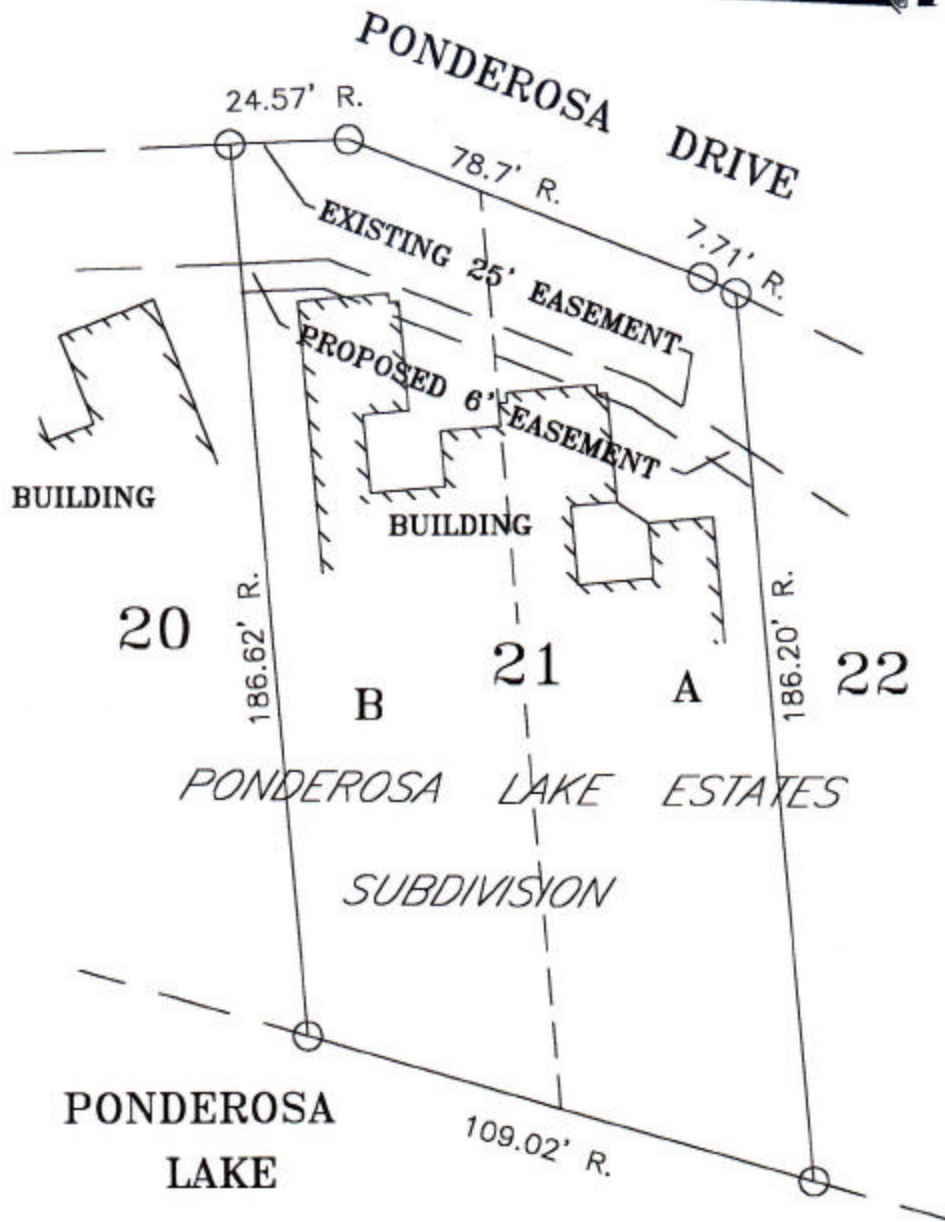 PONDEROSA DRIVE
24.57' R.
78.7' R.
7.71' R.
EXISTING 25' EASEMENT
PROPOSED 6' EASEMENT
BUILDING
BUILDING
20
21
22
186.62' R.
186.20' R.
B
A
PONDEROSA LAKE ESTATES
SUBDIVISION
PONDEROSA
LAKE
109.02' R.